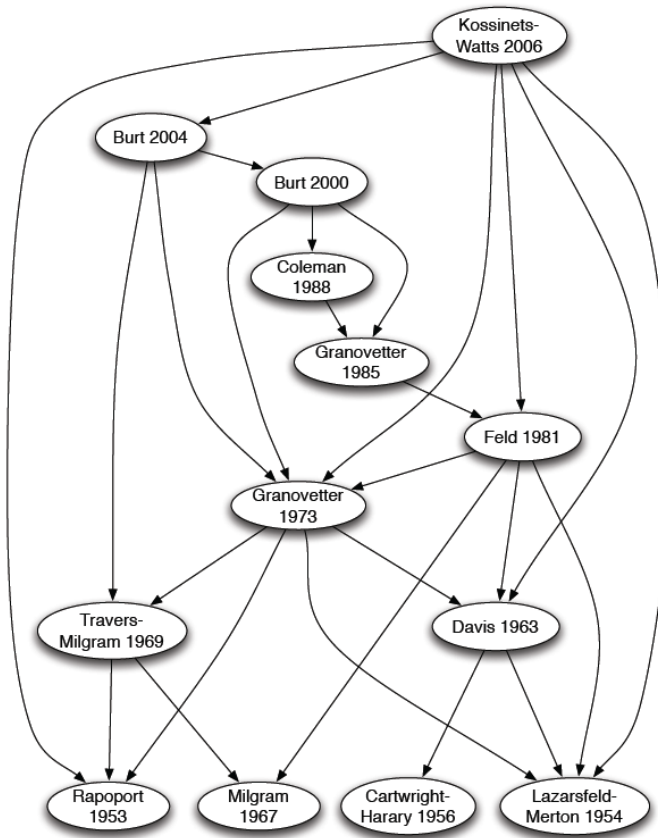 Kossinets-
Watts 2006
Burt 2004
Burt 2000
Coleman
1988
Granovetter
1985
Feld 1981
Granovetter
1973
Travers-
Milgram 1969
Davis 1963
Rapoport
1953
Milgram
1967
Cartwright-
Harary 1956
Lazarsfeld-
Merton 1954